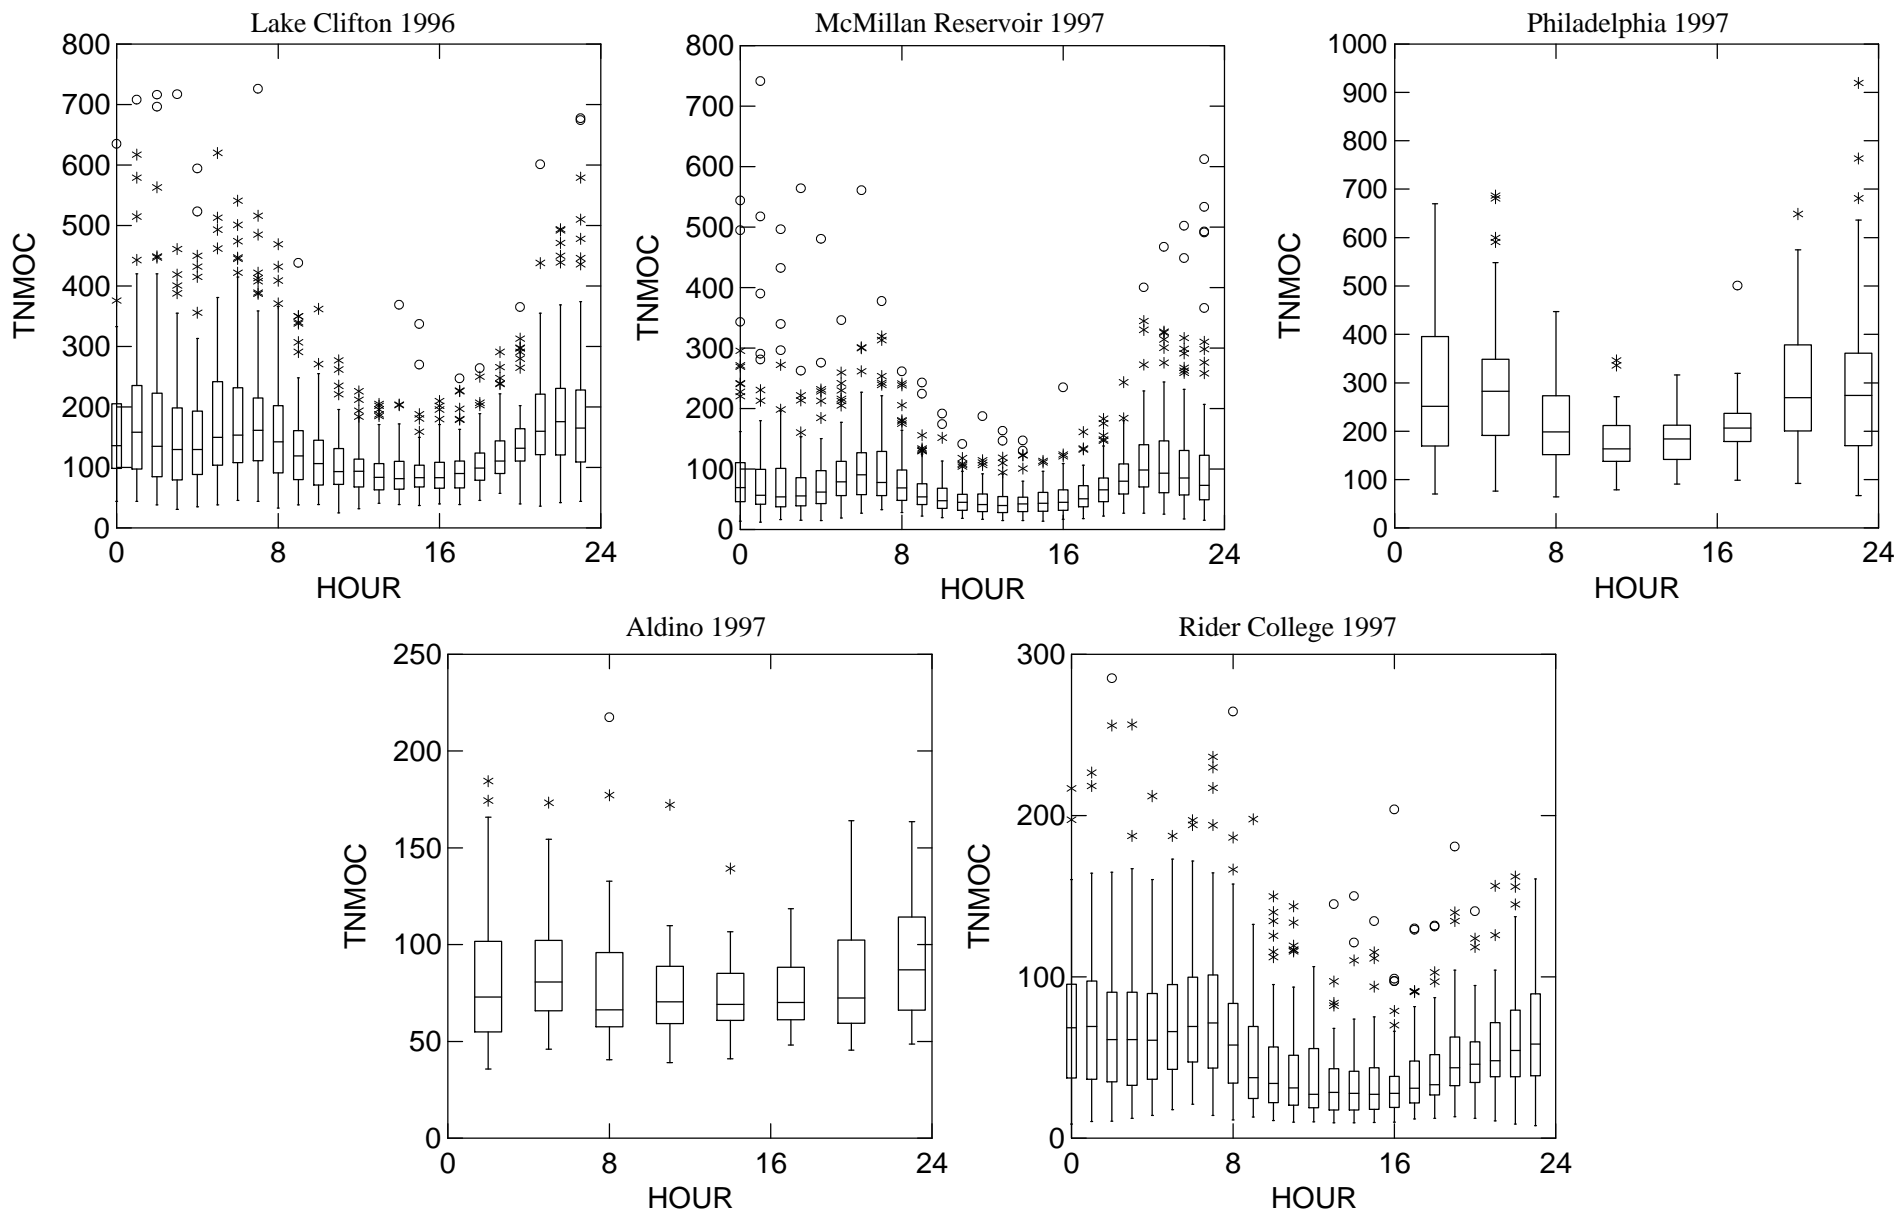 Lake Clifton 1996
800
700
600
500
400
300
200
100
0
TNMOC
0 8 16 24
HOUR
McMillan Reservoir 1997
800
700
600
500
400
300
200
100
0
TNMOC
0 8 16 24
HOUR
Philadelphia 1997
1000
900
800
700
600
500
400
300
200
100
0
TNMOC
0 8 16 24
HOUR
Aldino 1997
250
200
150
100
50
0
TNMOC
0 8 16 24
HOUR
Rider College 1997
300
200
100
0
TNMOC
0 8 16 24
HOUR